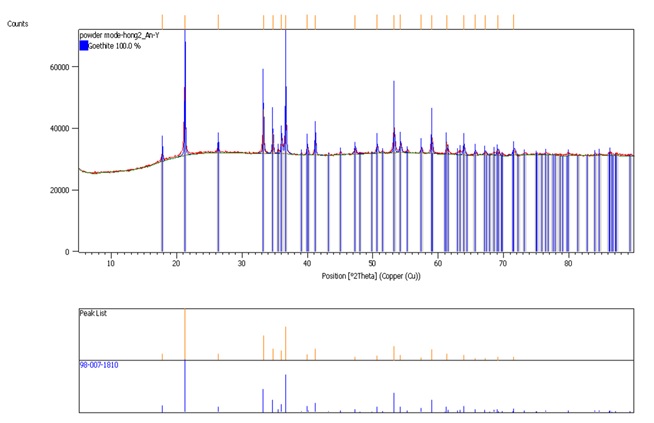 Counts
powder mode-hong2_An-Y
Goethite 100.0 %
60000
40000
20000
0
10 20 30 40 50 60 70 80
Position [°2Theta] (Copper (Cu))
Peak List
98-007-1810